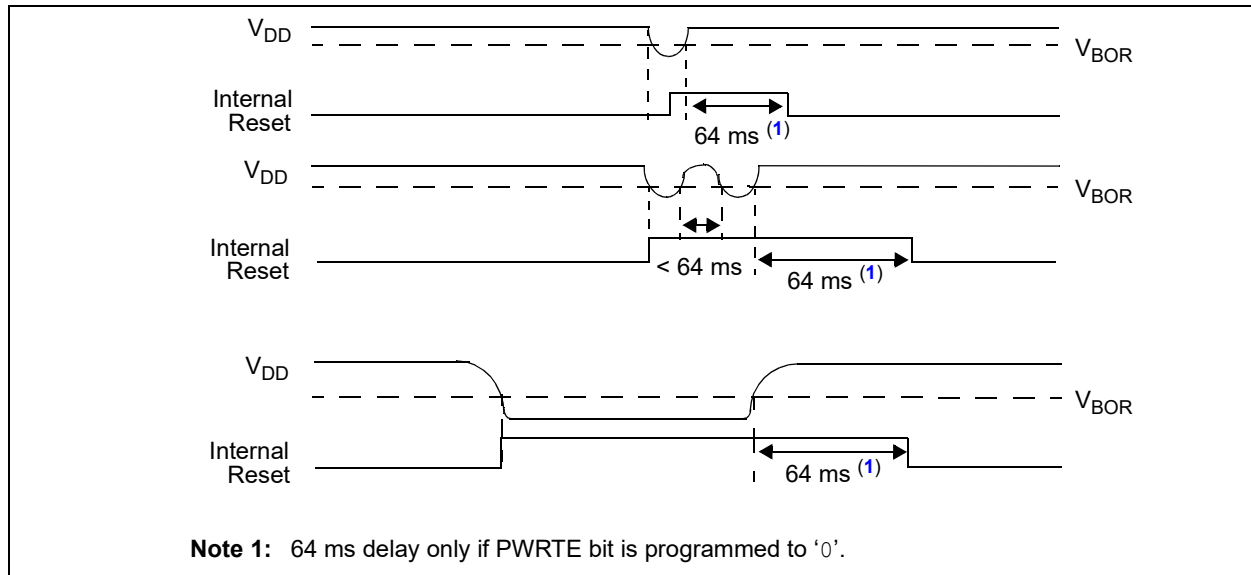 VDD
VBOR
Internal
Reset
64 ms (1)
VDD
VBOR
Internal
Reset
< 64 ms
64 ms (1)
VDD
VBOR
Internal
Reset
64 ms (1)
Note 1: 64 ms delay only if PWRTE bit is programmed to ‘0’.